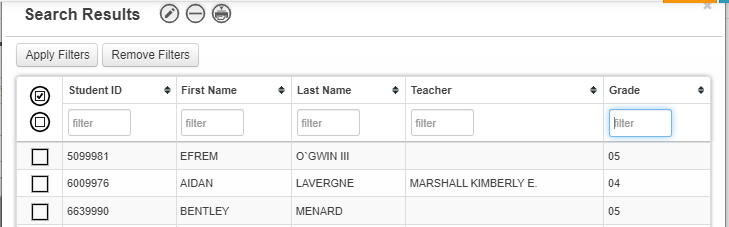 Search Results
Apply Filters Remove Filters
Student ID First Name Last Name Teacher Grade
filter filter filter filter filter
5099981 EFREM O`GWIN III 05
6009976 AIDAN LAVERGNE MARSHALL KIMBERLY E. 04
6639990 BENTLEY MENARD 05